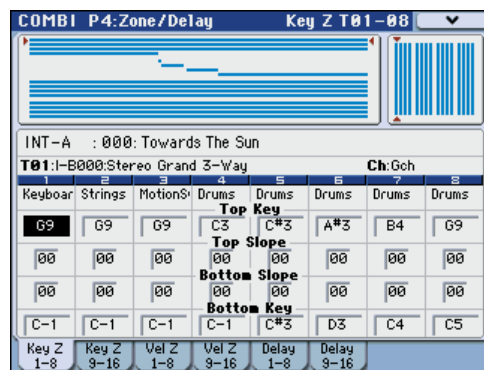 COMBI P4:Zone/Delay Key Z T01-08
INT-A :000:Towards The Sun
T01:I-B000:Stereo Grand 3-Way Ch:Gch
1 2 3 4 5 6 7 8
Keyboar Strings MotionS Drums Drums Drums Drums Drums
Top Key
G9 G9 G9 C3 C#3 A#3 B4 G9
Top Slope
00 00 00 00 00 00 00 00
Bottom Slope
00 00 00 00 00 00 00 00
Bottom Key
C-1 C-1 C-1 C-1 C#3 D3 C4 C5
Key Z 1-8 Key Z 9-16 Vel Z 1-8 Vel Z 9-16 Delay 1-8 Delay 9-16